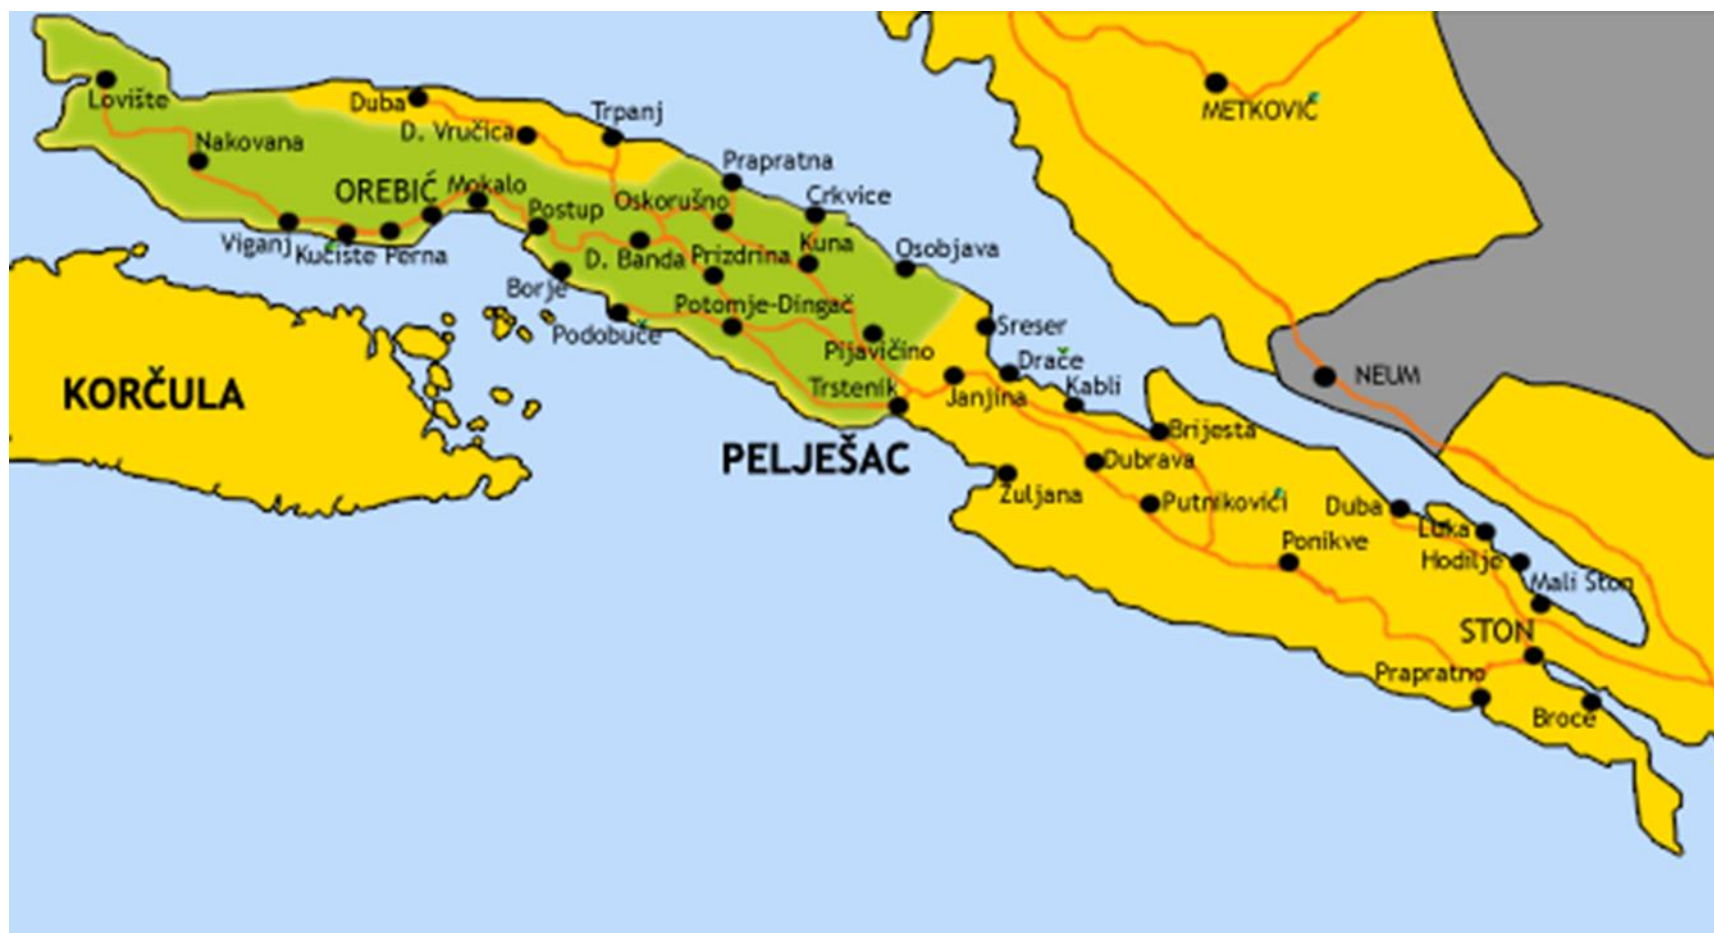 Lovište
Duba
METKOVIĆ
Trpanj
D. Vručica
Nakovana
Prapratna
OREBIĆ
Mokalo
Crkvice
Oskorušno
Postup
Viganj
Kučište
Perna
Kuna
Osobjava
D. Banda
Prizdrina
Borje
Potomje-Dingač
Podobuče
Sreser
Pijavičino
Drače
NEUM
KORČULA
Trstenik
Janjina
Kabli
PELJEŠAC
Brijesta
Dubrava
Žuljana
Putnikovići
Duba
Luka
Ponikve
Hodilje
Mali Ston
STON
Prapratno
Broce